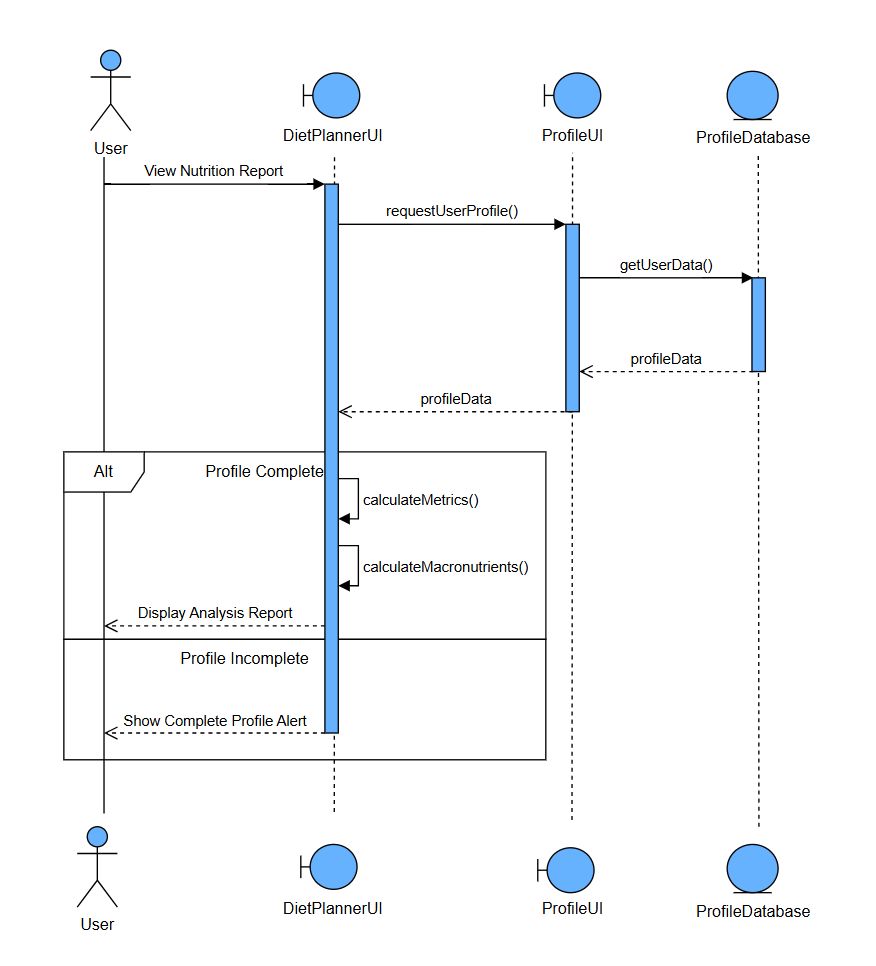 User
DietPlannerUI
ProfileUI
ProfileDatabase
View Nutrition Report
requestUserProfile()
getUserData()
profileData
profileData
Alt
Profile Complete
calculateMetrics()
calculateMacronutrients()
Display Analysis Report
Profile Incomplete
Show Complete Profile Alert
User
DietPlannerUI
ProfileUI
ProfileDatabase